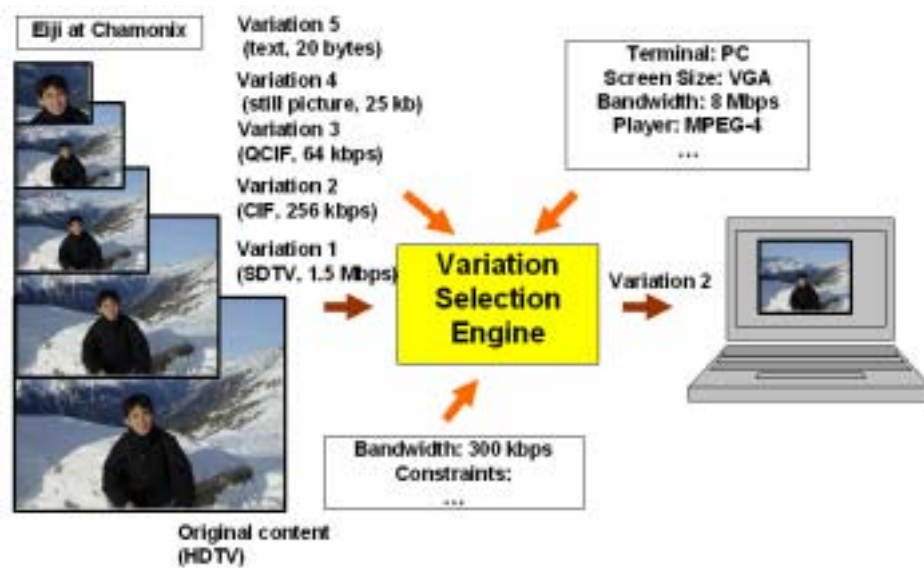 Eiji at Chamonix
Variation 5
(text, 20 bytes)
Variation 4
(still picture, 25 kb)
Variation 3
(QCIF, 64 kbps)
Variation 2
(CIF, 256 kbps)
Variation 1
(SDTV, 1.5 Mbps)
Original content
(HDTV)
Terminal: PC
Screen Size: VGA
Bandwidth: 8 Mbps
Player: MPEG-4
...
Variation
Selection
Engine
Variation 2
Bandwidth: 300 kbps
Constraints:
...